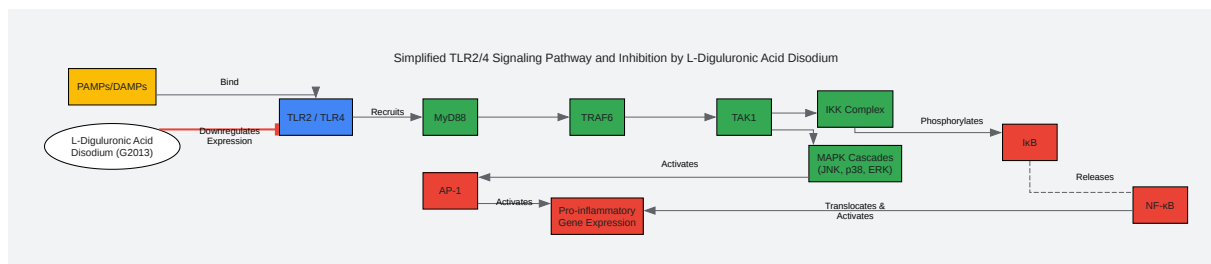 Simplified TLR2/4 Signaling Pathway and Inhibition by L-Diguluronic Acid Disodium
PAMPs/DAMPs
Bind
L-Diguluronic Acid
Disodium (G2013)
Downregulates
Expression
TLR2 / TLR4
Recruits
MyD88
TRAF6
TAK1
IKK Complex
Phosphorylates
IκB
MAPK Cascades
(JNK, p38, ERK)
Activates
Releases
AP-1
Activates
Pro-inflammatory
Gene Expression
Translocates &
Activates
NF-κB